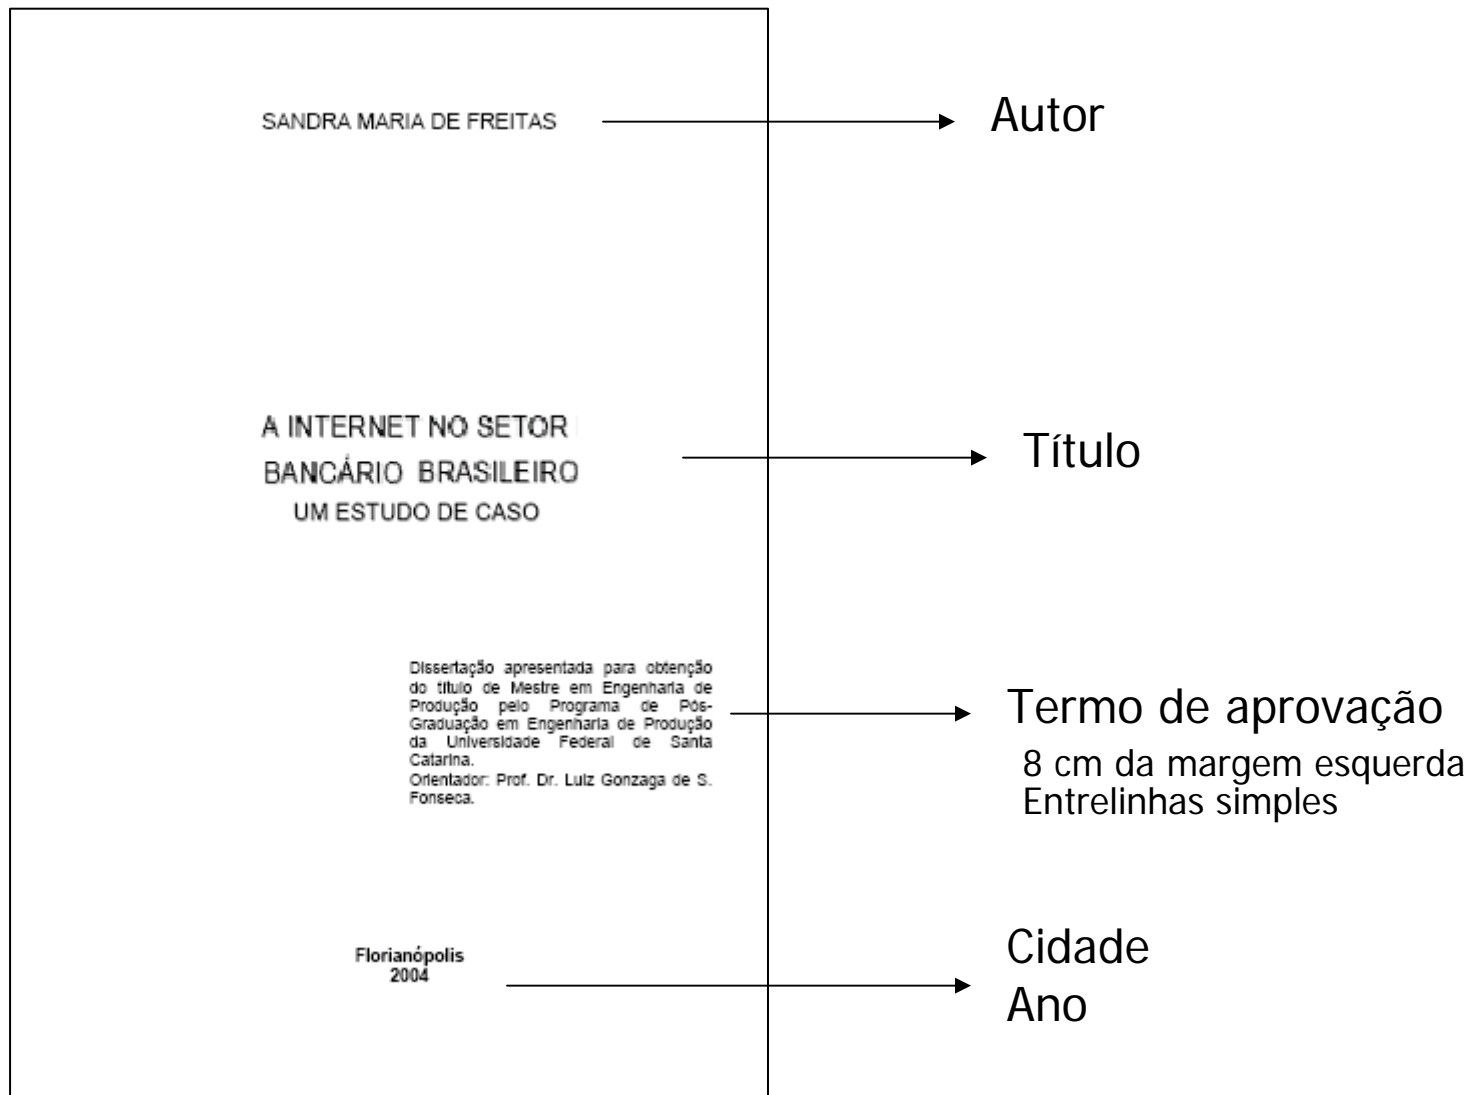 SANDRA MARIA DE FREITAS
Autor
A INTERNET NO SETOR
BANCÁRIO BRASILEIRO
UM ESTUDO DE CASO
Título
Dissertação apresentada para obtenção
do título de Mestre em Engenharia de
Produção pelo Programa de Pós-
Graduação em Engenharia de Produção
da Universidade Federal de Santa
Catarina.
Orientador: Prof. Dr. Luiz Gonzaga de S.
Fonseca.
Termo de aprovação
8 cm da margem esquerda
Entrelinhas simples
Florianópolis
2004
Cidade
Ano